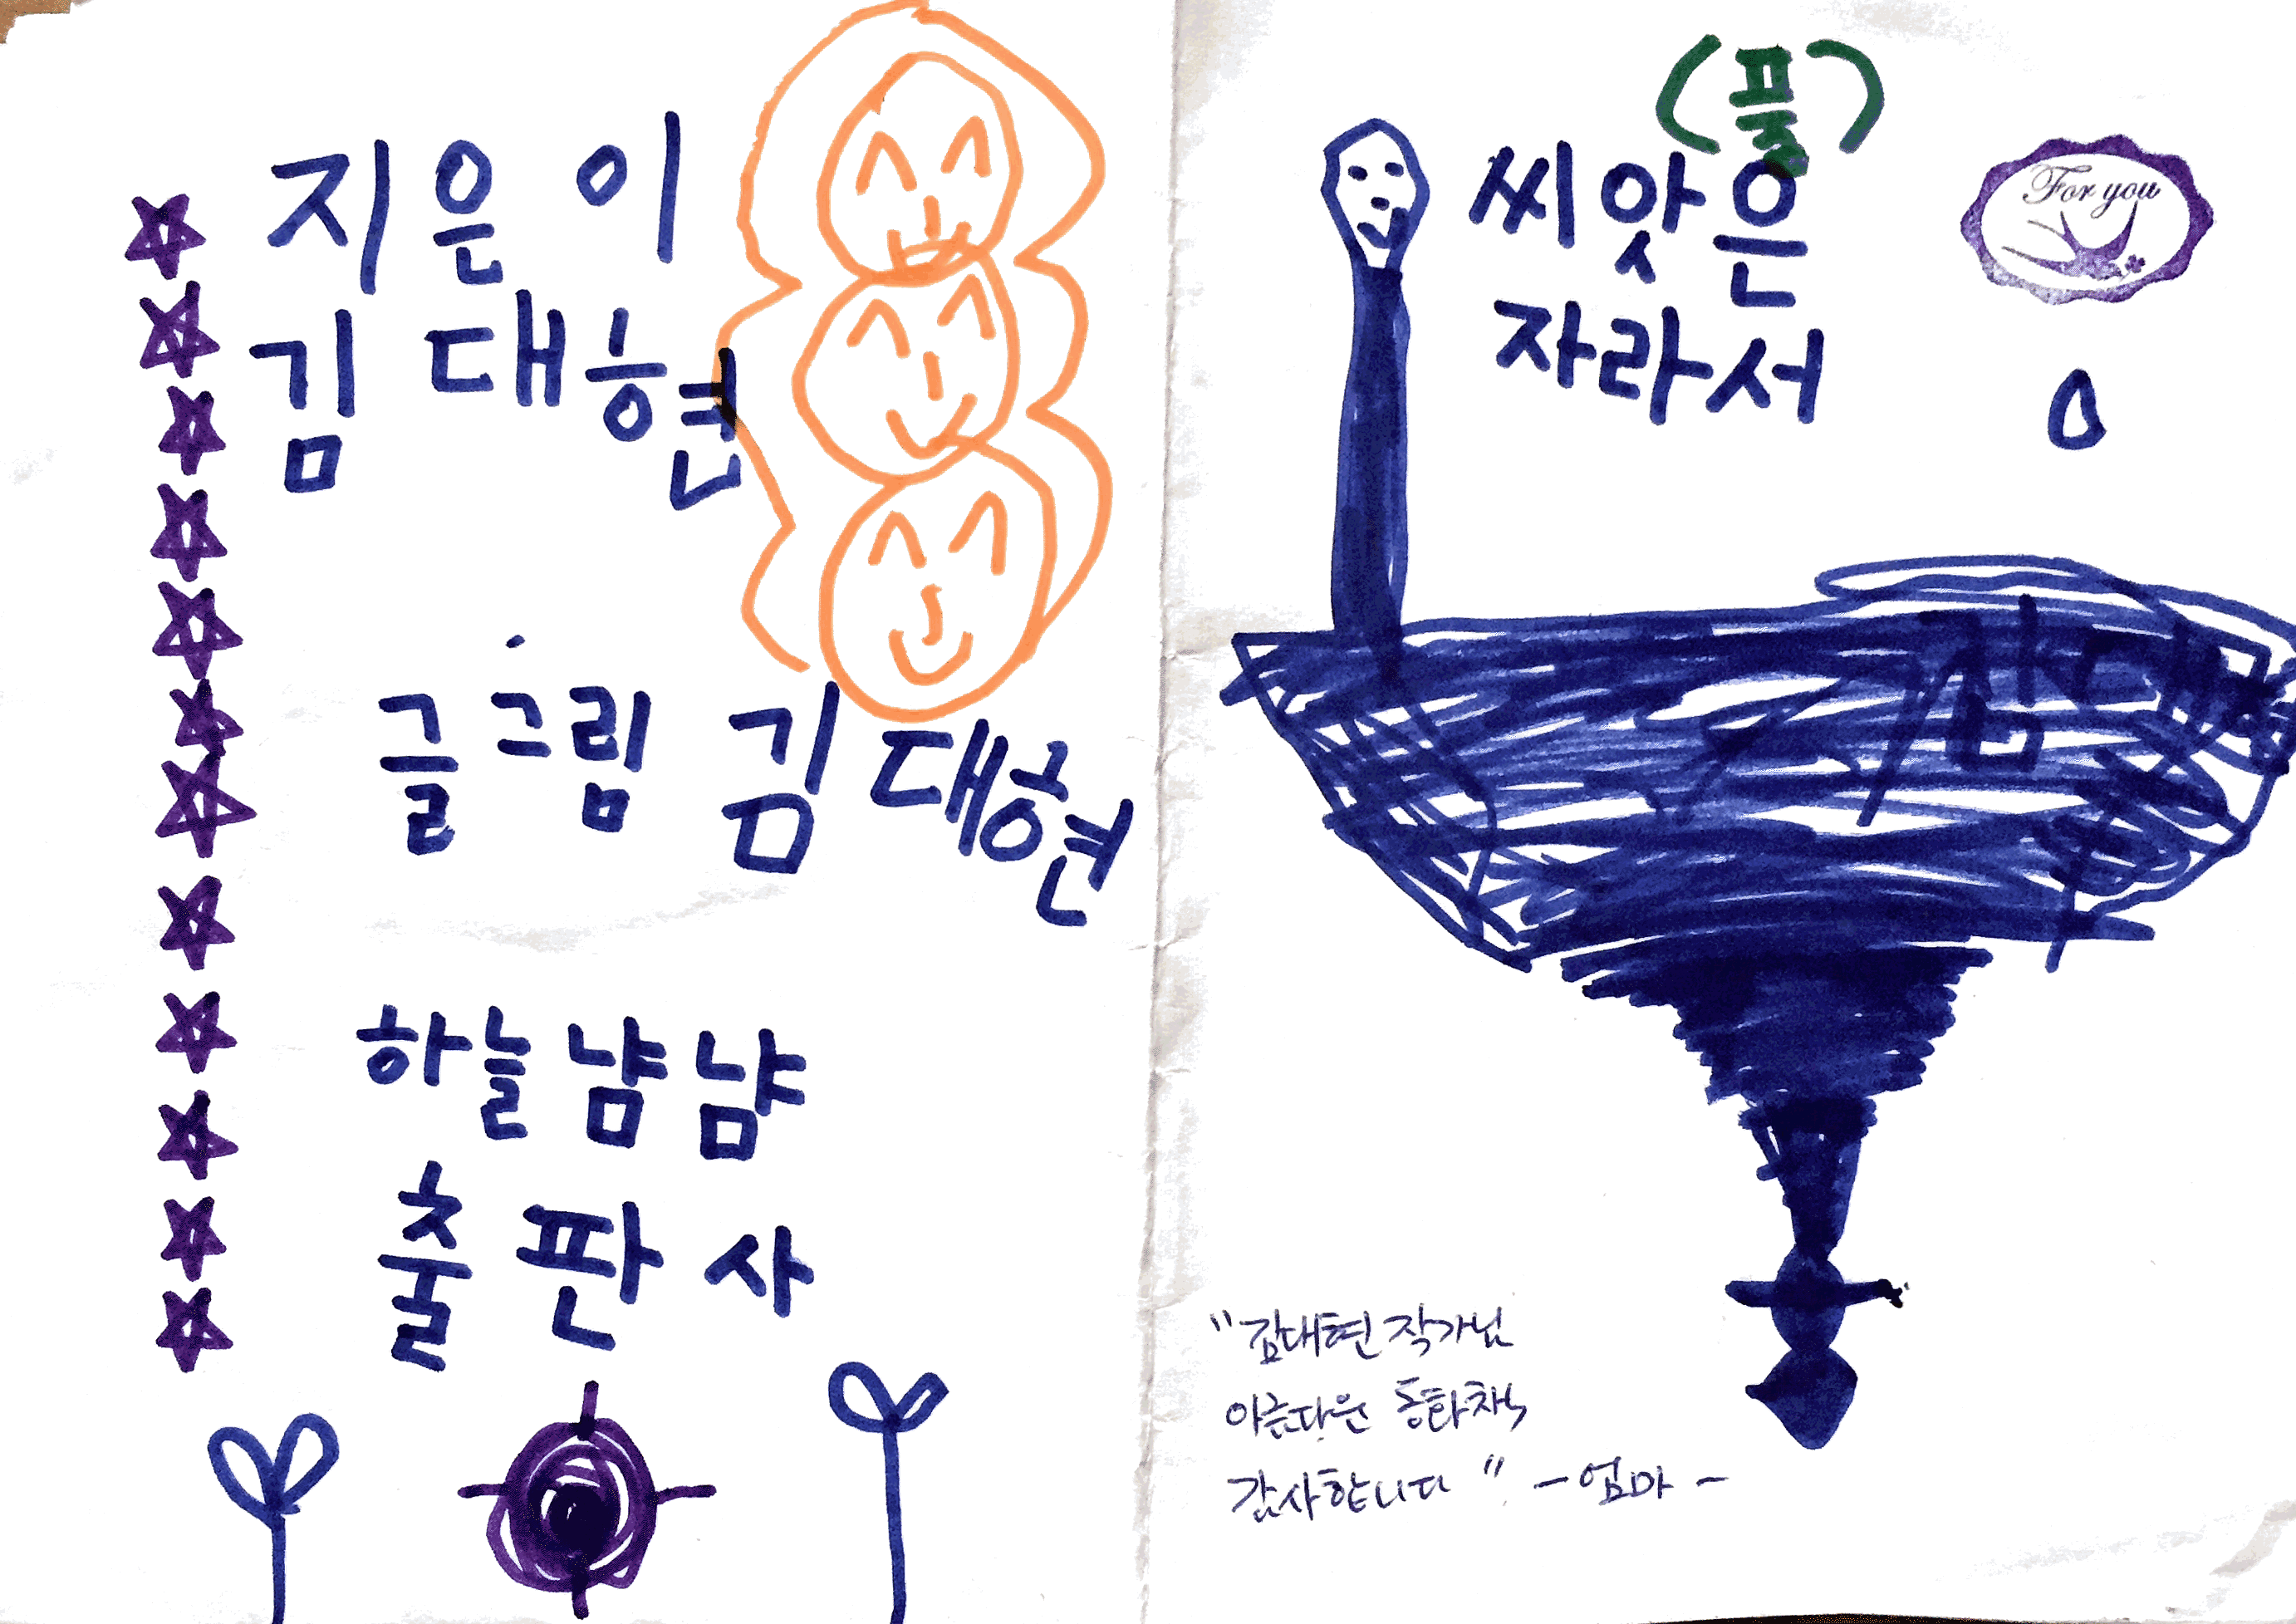 지은 이
김 대현
글 그림 김 대현
하늘냠냠
출판사
(풀)
씨앗은
자라서
For you
"김대현 작가님
아름다운 동화책
감사합니다" -엄마-